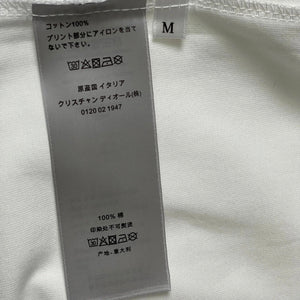 コットン100%
プリント部分にアイロンを当て
ないで下さい
M
30
原産国 イタリア
クリスチャン ディオール(株)
0120 02 1947
100% 棉
印染处不可熨烫
30
产地-意大利